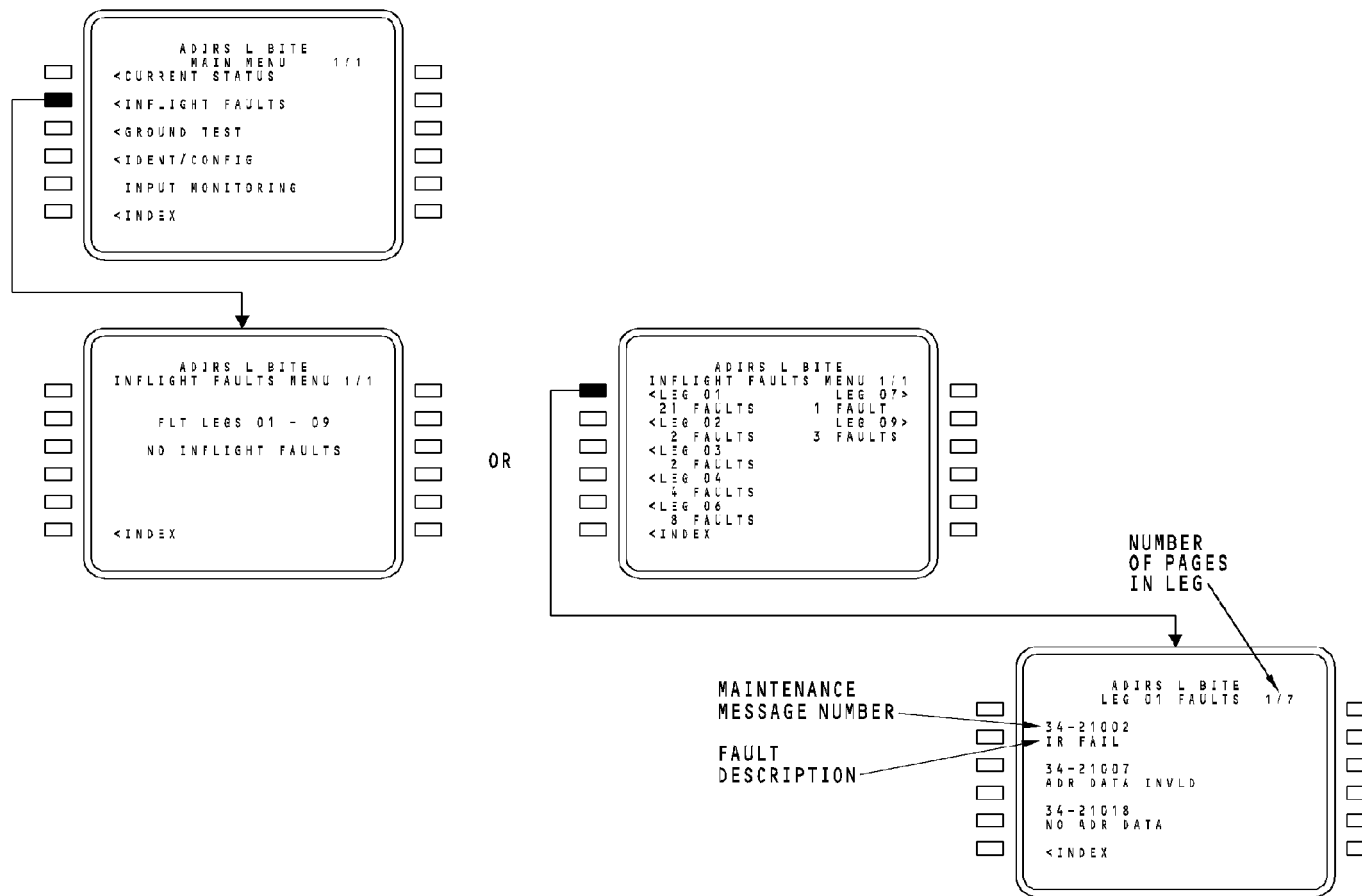 ADIRS L BITE
MAIN MENU 1/1
<CURRENT STATUS
<INFLIGHT FAULTS
<GROUND TEST
<IDENT/CONFIG
INPUT MONITORING
<INDEX
ADIRS L BITE
INFLIGHT FAULTS MENU 1/1
FLT LEGS 01 - 09
NO INFLIGHT FAULTS
<INDEX
OR
ADIRS L BITE
INFLIGHT FAULTS MENU 1/1
<LEG 01 LEG 07>
21 FAULTS 1 FAULT
<LEG 02 LEG 09>
2 FAULTS 3 FAULTS
<LEG 03
2 FAULTS
<LEG 04
4 FAULTS
<LEG 06
8 FAULTS
<INDEX
NUMBER
OF PAGES
IN LEG
MAINTENANCE
MESSAGE NUMBER
FAULT
DESCRIPTION
ADIRS L BITE
LEG 01 FAULTS 1/7
34-21002
IR FAIL
34-21007
ADR DATA INVLD
34-21018
NO ADR DATA
<INDEX